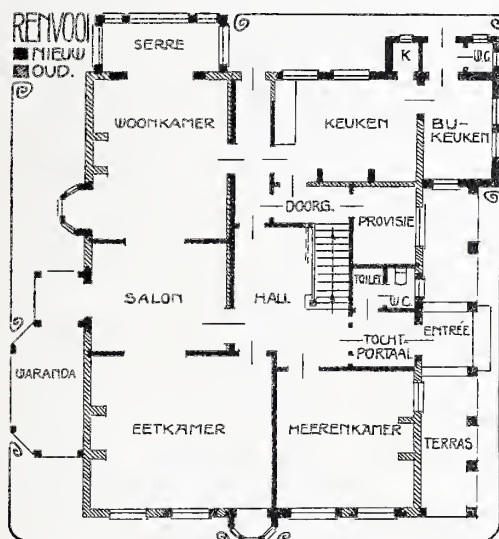 RENVOOI
NIEUW
OUD.
SERRE
K
W.C.
WOONKAMER
KEUKEN
BU-
KEUKEN
DOORG.
PROVISIE
SALON
HALL
TOILET
W.C.
TOCHT-
PORTAAL
ENTRÉE
WARANDA
EETKAMER
HEERENKAMER
TERRAS